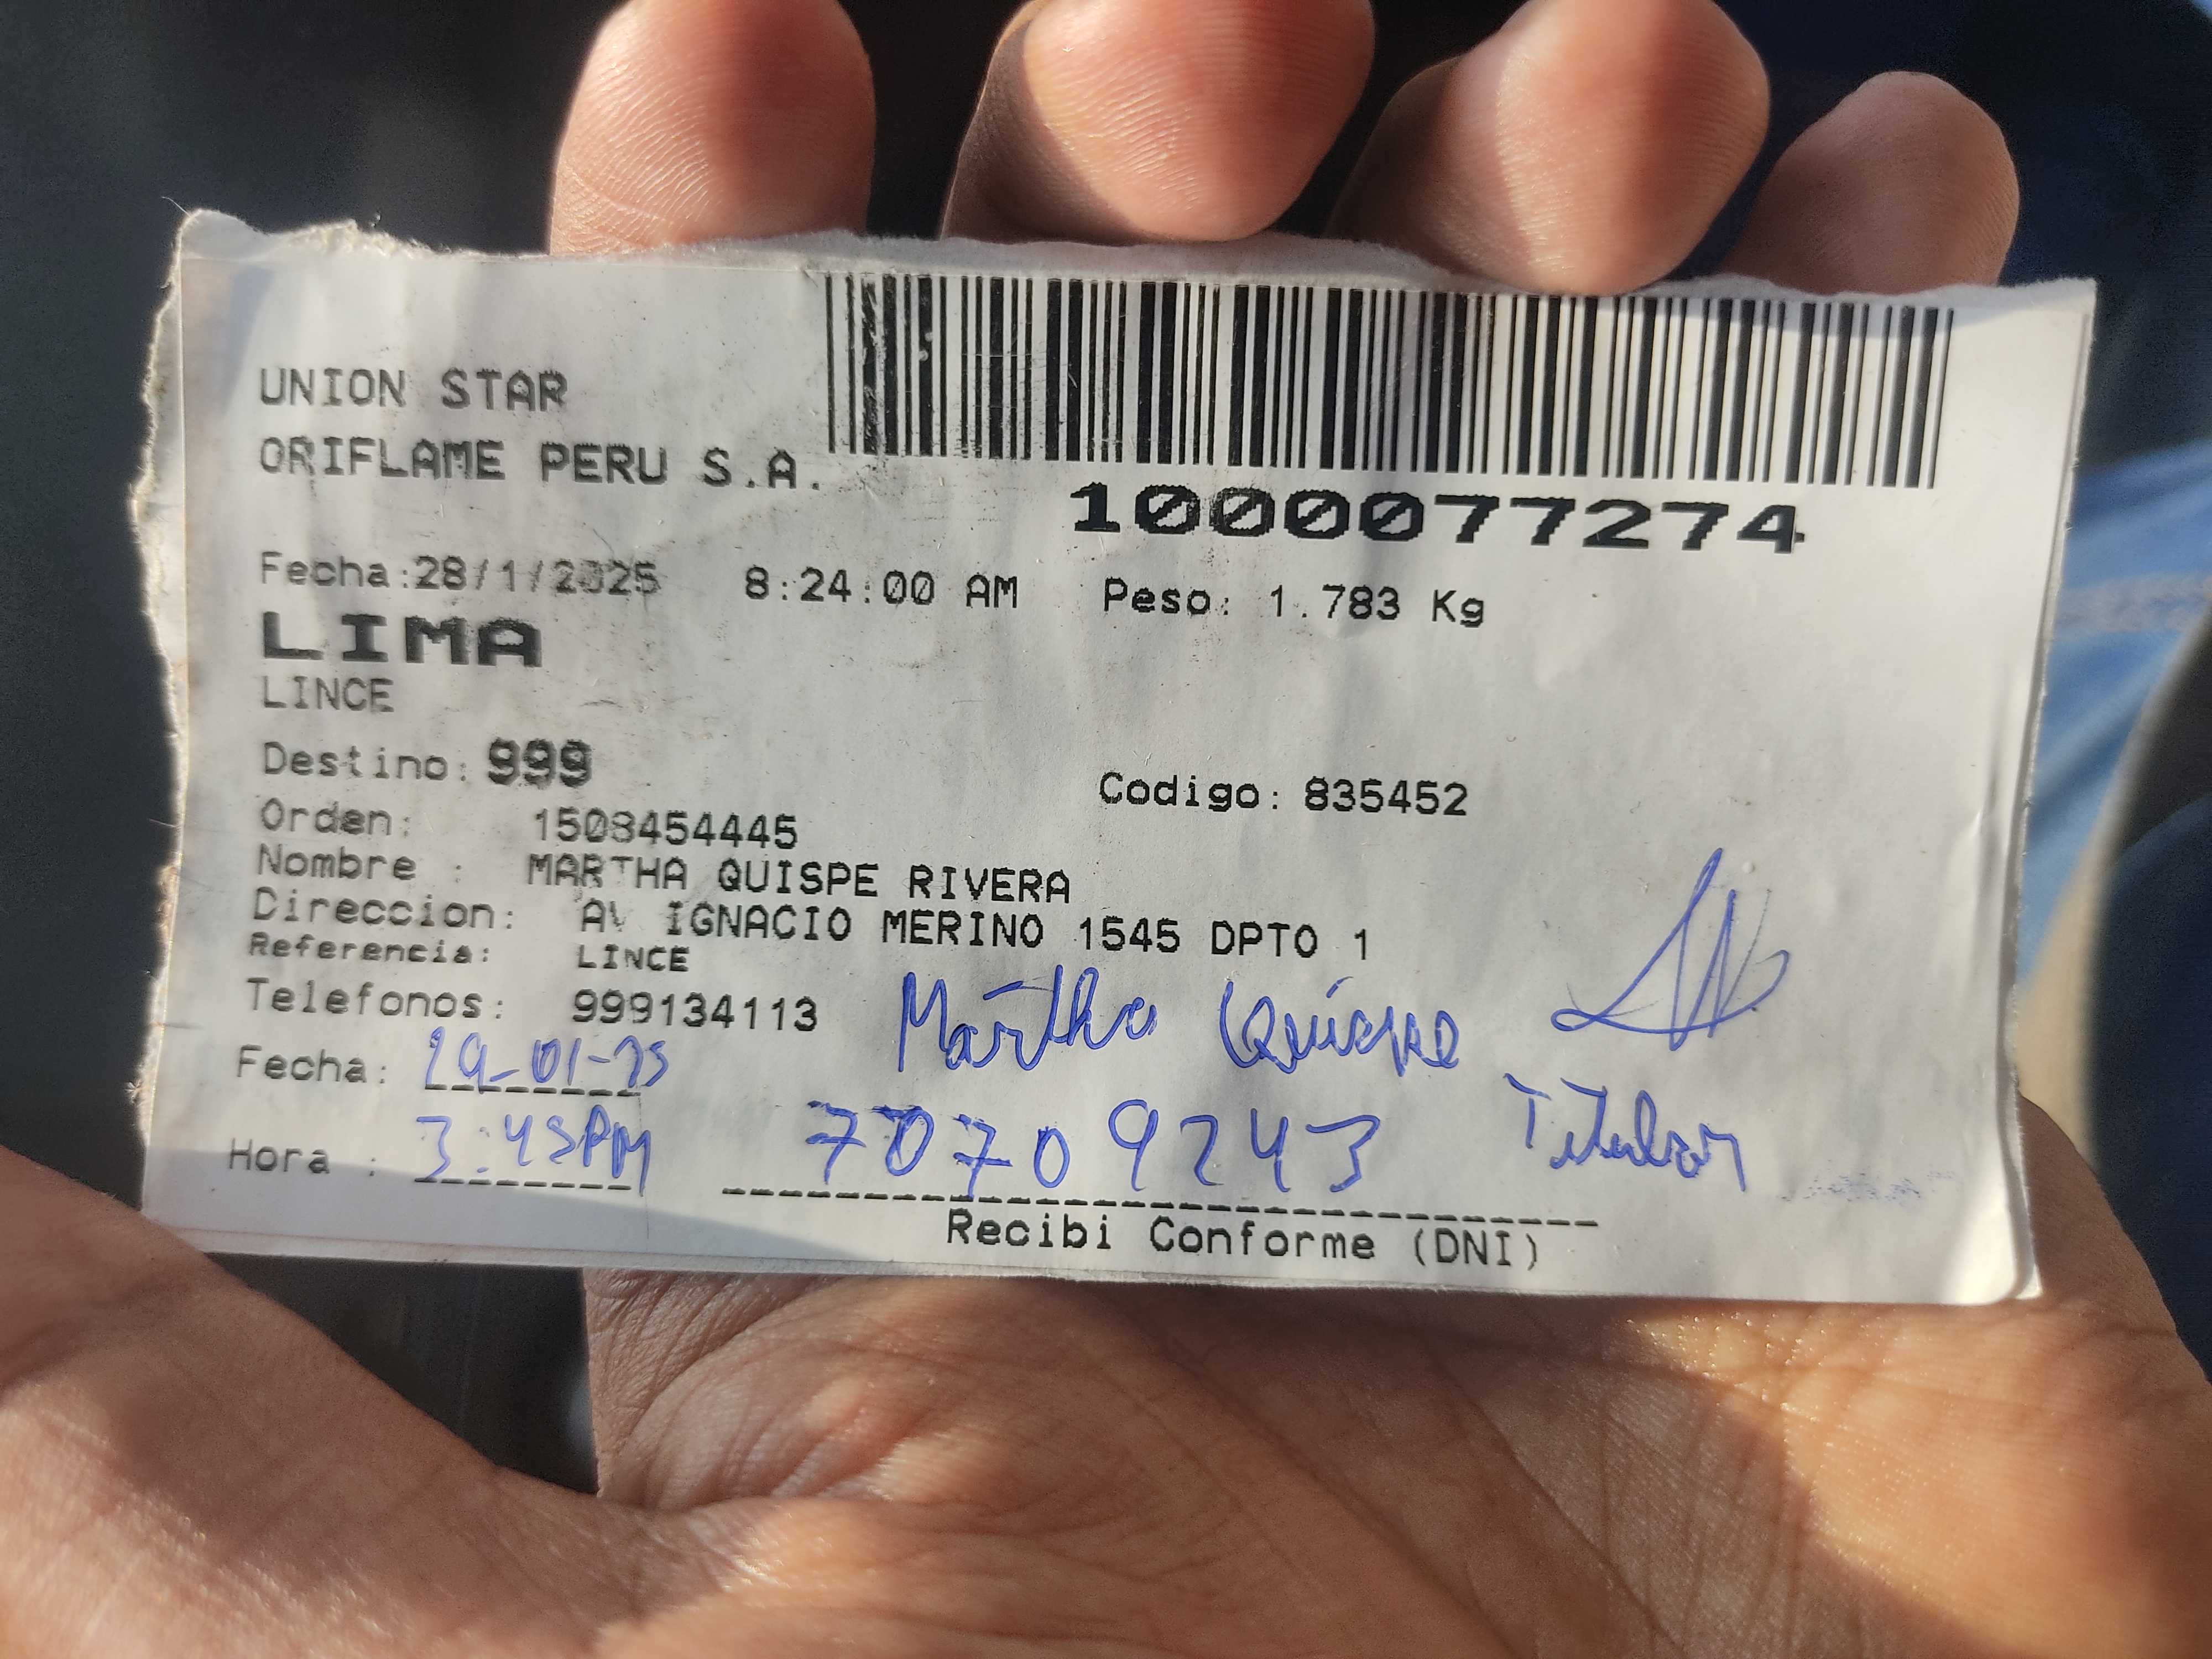 UNION STAR
ORIFLAME PERU S.A.
1000077274
Fecha:28/1/2025 8:24:00 AM Peso: 1.783 Kg
LIMA
LINCE
Destino: 999
Codigo: 835452
Orden: 1508454445
Nombre : MARTHA QUISPE RIVERA
Direccion: AV IGNACIO MERINO 1545 DPTO 1
Referencia: LINCE
Telefonos: 999134113
Martha Quispe
Fecha: 29-01-25
Titular
Hora : 3:45PM 70709243
Recibi Conforme (DNI)